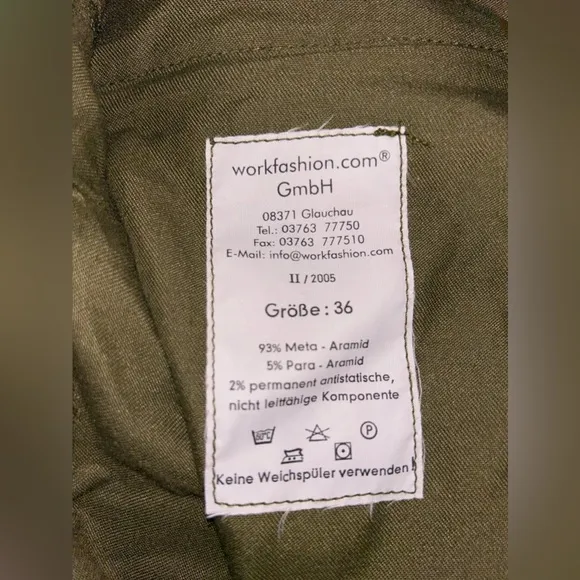 workfashion.com®
GmbH
08371 Glauchau
Tel.: 03763 77750
Fax: 03763 777510
E-Mail: info@workfashion.com
II / 2005
Größe: 36
93% Meta - Aramid
5% Para - Aramid
2% permanent antistatische,
nicht leitfähige Komponente
60°C P
Keine Weichspüler verwenden!